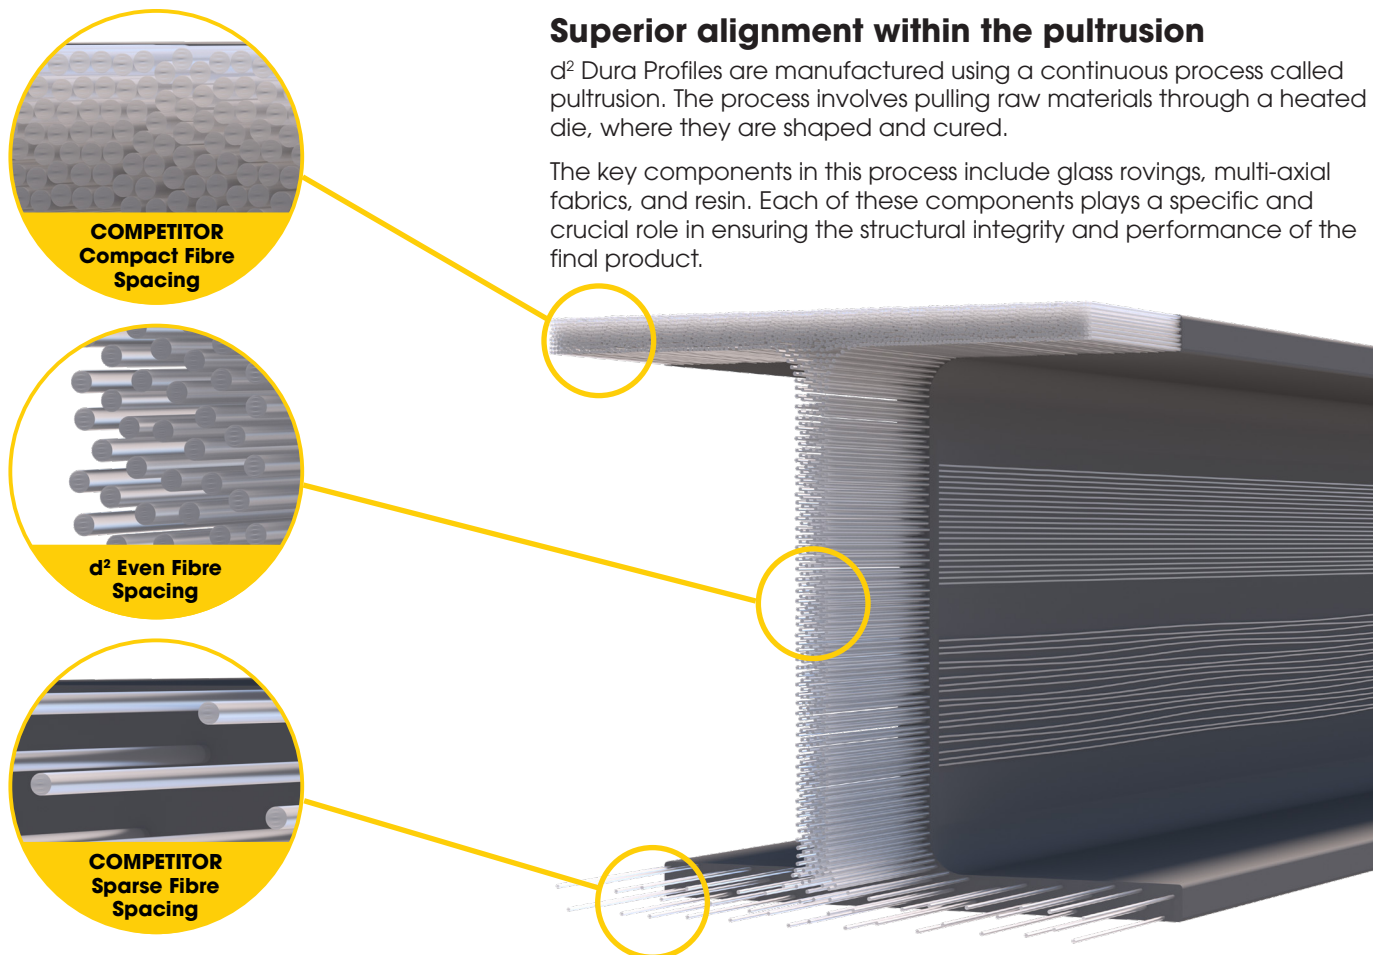 Superior alignment within the pultrusion
d² Dura Profiles are manufactured using a continuous process called
pultrusion. The process involves pulling raw materials through a heated
die, where they are shaped and cured.
The key components in this process include glass rovings, multi-axial
fabrics, and resin. Each of these components plays a specific and
crucial role in ensuring the structural integrity and performance of the
final product.
COMPETITOR
Compact Fibre
Spacing
d² Even Fibre
Spacing
COMPETITOR
Sparse Fibre
Spacing